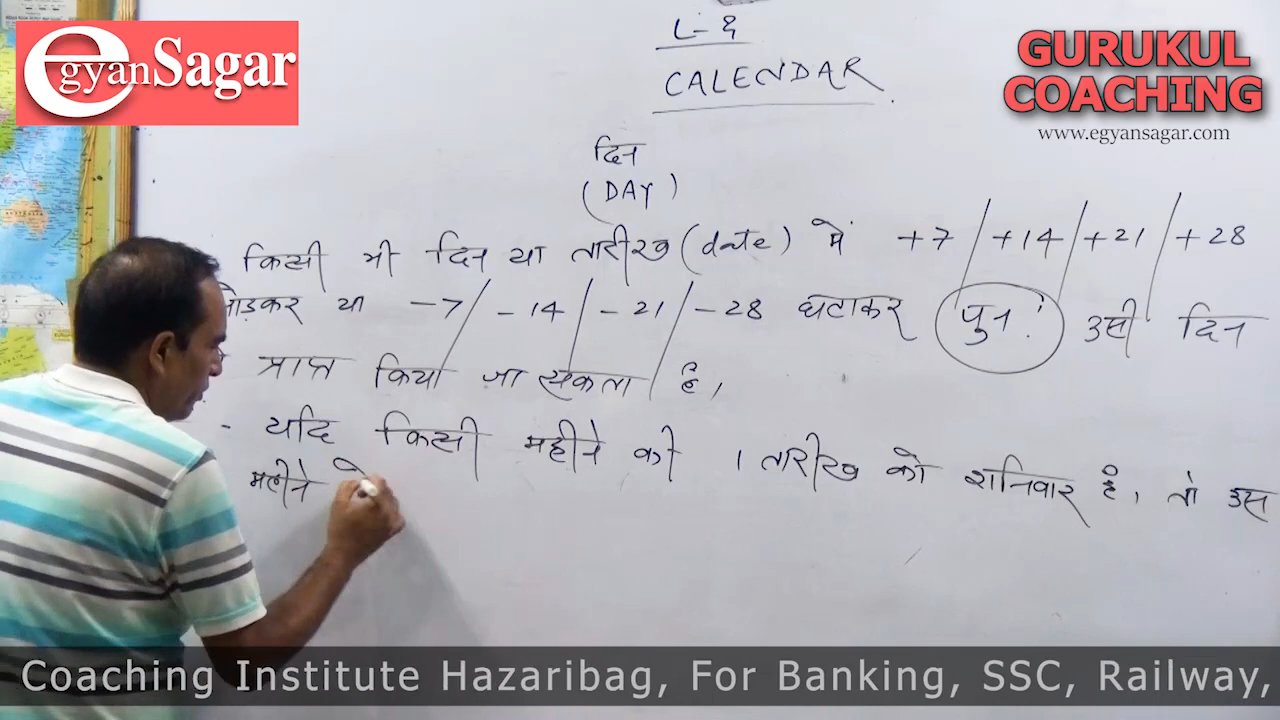 egyanSagar
GURUKUL
COACHING
www.egyansagar.com
L-8
CALENDAR
दिन
(DAY)
किसी भी दिन या तारीख (date) में +7 / +14 / +21 / +28
जोड़कर या -7 / -14 / -21 / -28 घटाकर पुनः उसी दिन
प्राप्त किया जा सकता है।
- यदि किसी महीने की 1 तारीख को शनिवार है, तो उस
महीने
Coaching Institute Hazaribag, For Banking, SSC, Railway,